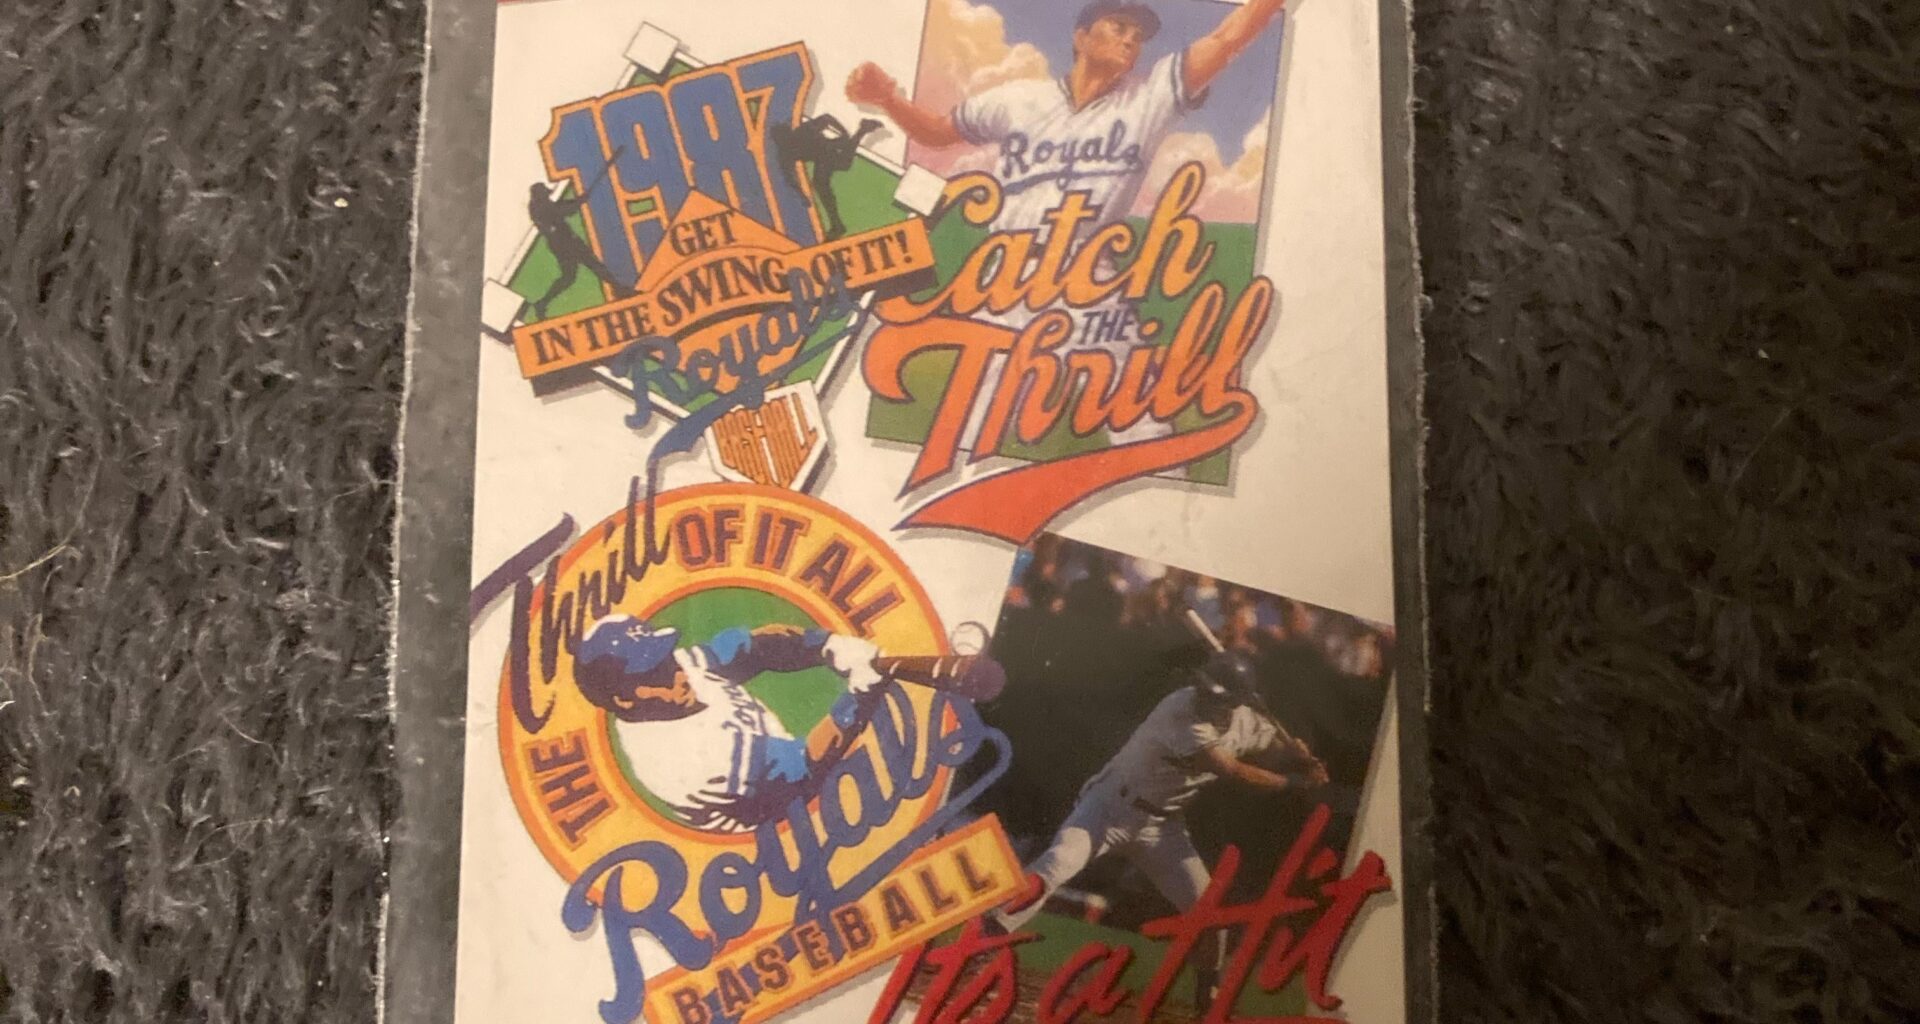 1987
GET
IN THE SWING OF IT!
Royals
BASEBALL
Royals
Catch
THE
Thrill
THE Thrill OF IT ALL
Royals
BASEBALL
It's a Hit